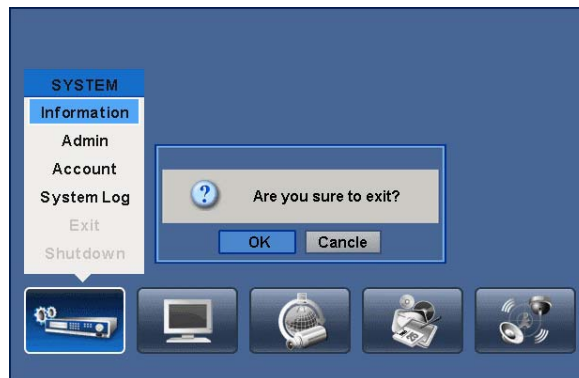 SYSTEM
Information
Admin
Account
System Log
Exit
Shutdown
? Are you sure to exit?
OK Cancle